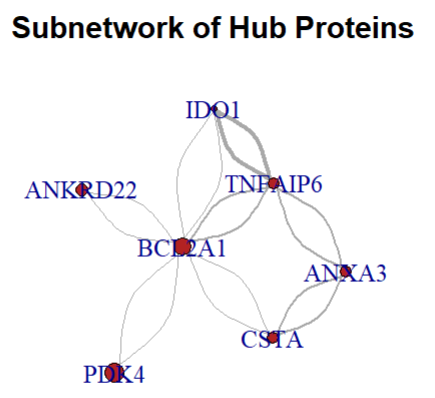 Subnetwork of Hub Proteins
IDO1
ANKRD22
TNFAIP6
BCL2A1
ANXA3
CSTA
PDK4